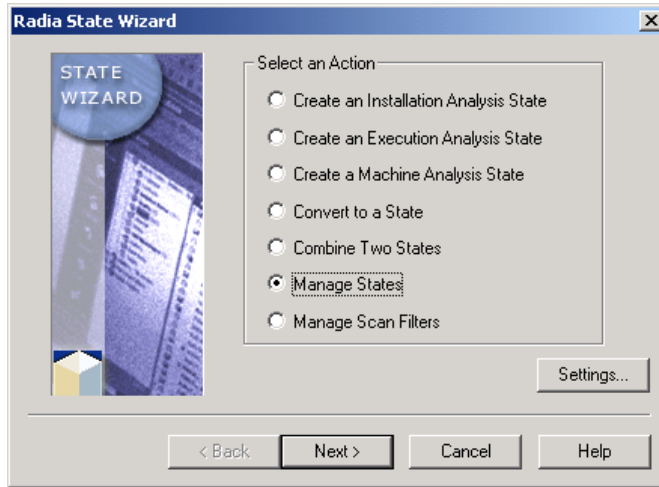 Radia State Wizard
STATE
WIZARD
Select an Action
Create an Installation Analysis State
Create an Execution Analysis State
Create a Machine Analysis State
Convert to a State
Combine Two States
Manage States
Manage Scan Filters
Settings...
< Back
Next >
Cancel
Help